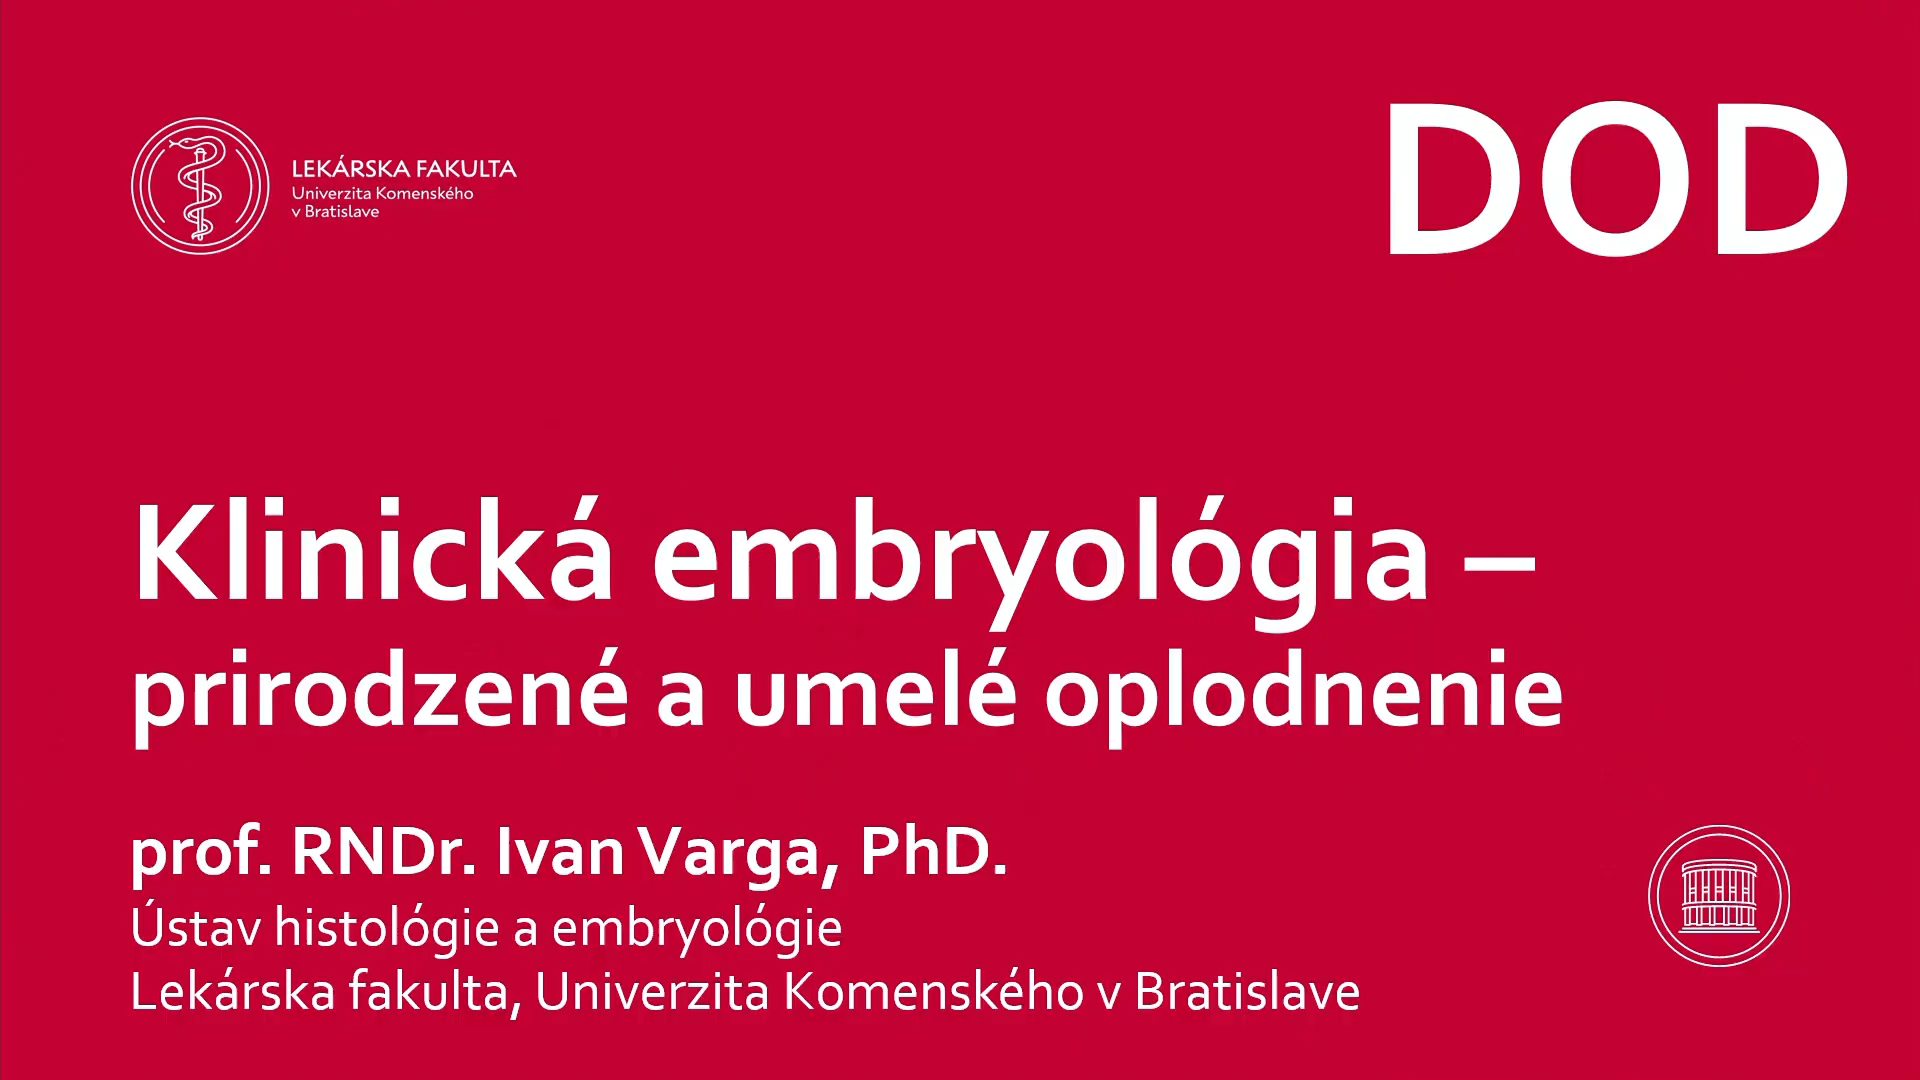 LEKÁRSKA FAKULTA
Univerzita Komenského
v Bratislave
DOD
Klinická embryológia –
prirodzené a umelé oplodnenie
prof. RNDr. Ivan Varga, PhD.
Ústav histológie a embryológie
Lekárska fakulta, Univerzita Komenského v Bratislave